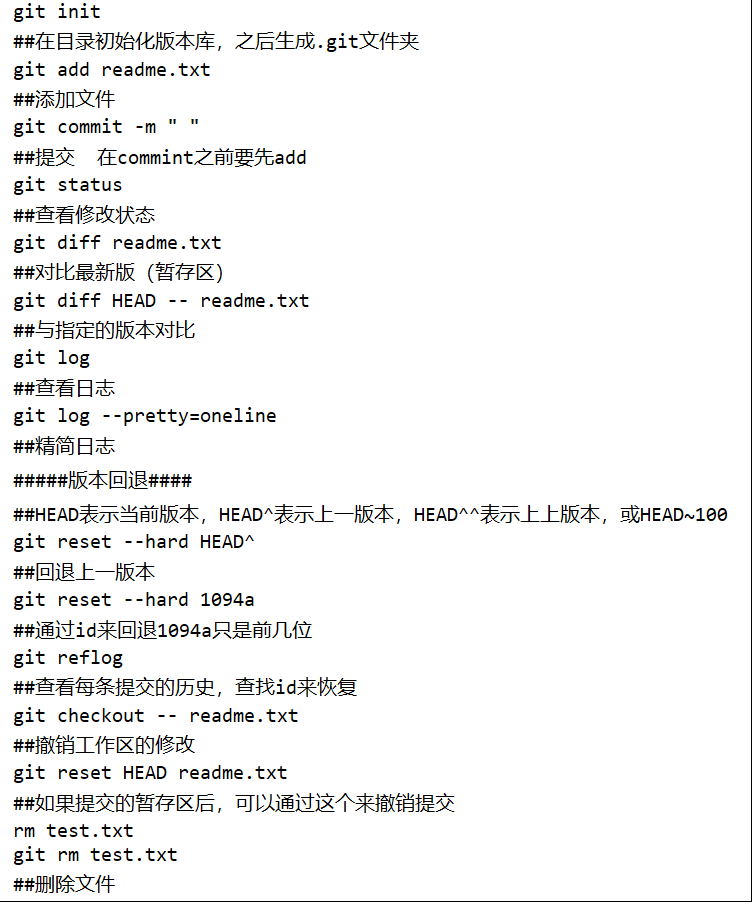 git init
##在目录初始化版本库，之后生成.git文件夹
git add readme.txt
##添加文件
git commit -m " "
##提交  在commint之前要先add
git status
##查看修改状态
git diff readme.txt
##对比最新版（暂存区）
git diff HEAD -- readme.txt
##与指定的版本对比
git log
##查看日志
git log --pretty=oneline
##精简日志
#####版本回退####
##HEAD表示当前版本，HEAD^表示上一版本，HEAD^^表示上上版本，或HEAD~100
git reset --hard HEAD^
##回退上一版本
git reset --hard 1094a
##通过id来回退1094a只是前几位
git reflog
##查看每条提交的历史，查找id来恢复
git checkout -- readme.txt
##撤销工作区的修改
git reset HEAD readme.txt
##如果提交的暂存区后，可以通过这个来撤销提交
rm test.txt
git rm test.txt
##删除文件